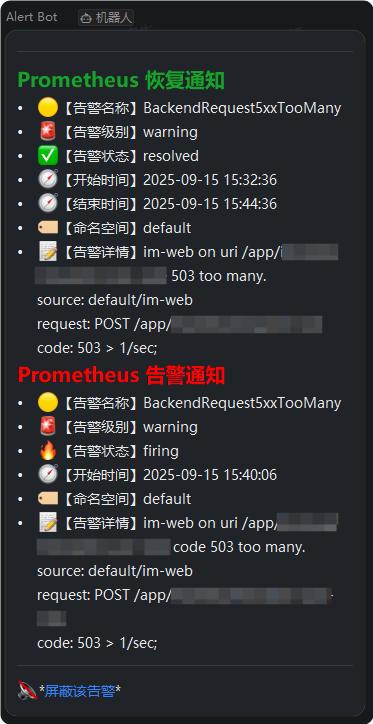 Alert Bot 机器人
Prometheus 恢复通知
• 【告警名称】BackendRequest5xxTooMany
• 【告警级别】warning
• 【告警状态】resolved
• 【开始时间】2025-09-15 15:32:36
• 【结束时间】2025-09-15 15:44:36
• 【命名空间】default
• 【告警详情】im-web on uri /app/
503 too many.
source: default/im-web
request: POST /app/
code: 503 > 1/sec;
Prometheus 告警通知
• 【告警名称】BackendRequest5xxTooMany
• 【告警级别】warning
• 【告警状态】firing
• 【开始时间】2025-09-15 15:40:06
• 【命名空间】default
• 【告警详情】im-web on uri /app/
code 503 too many.
source: default/im-web
request: POST /app/
code: 503 > 1/sec;
*屏蔽该告警*